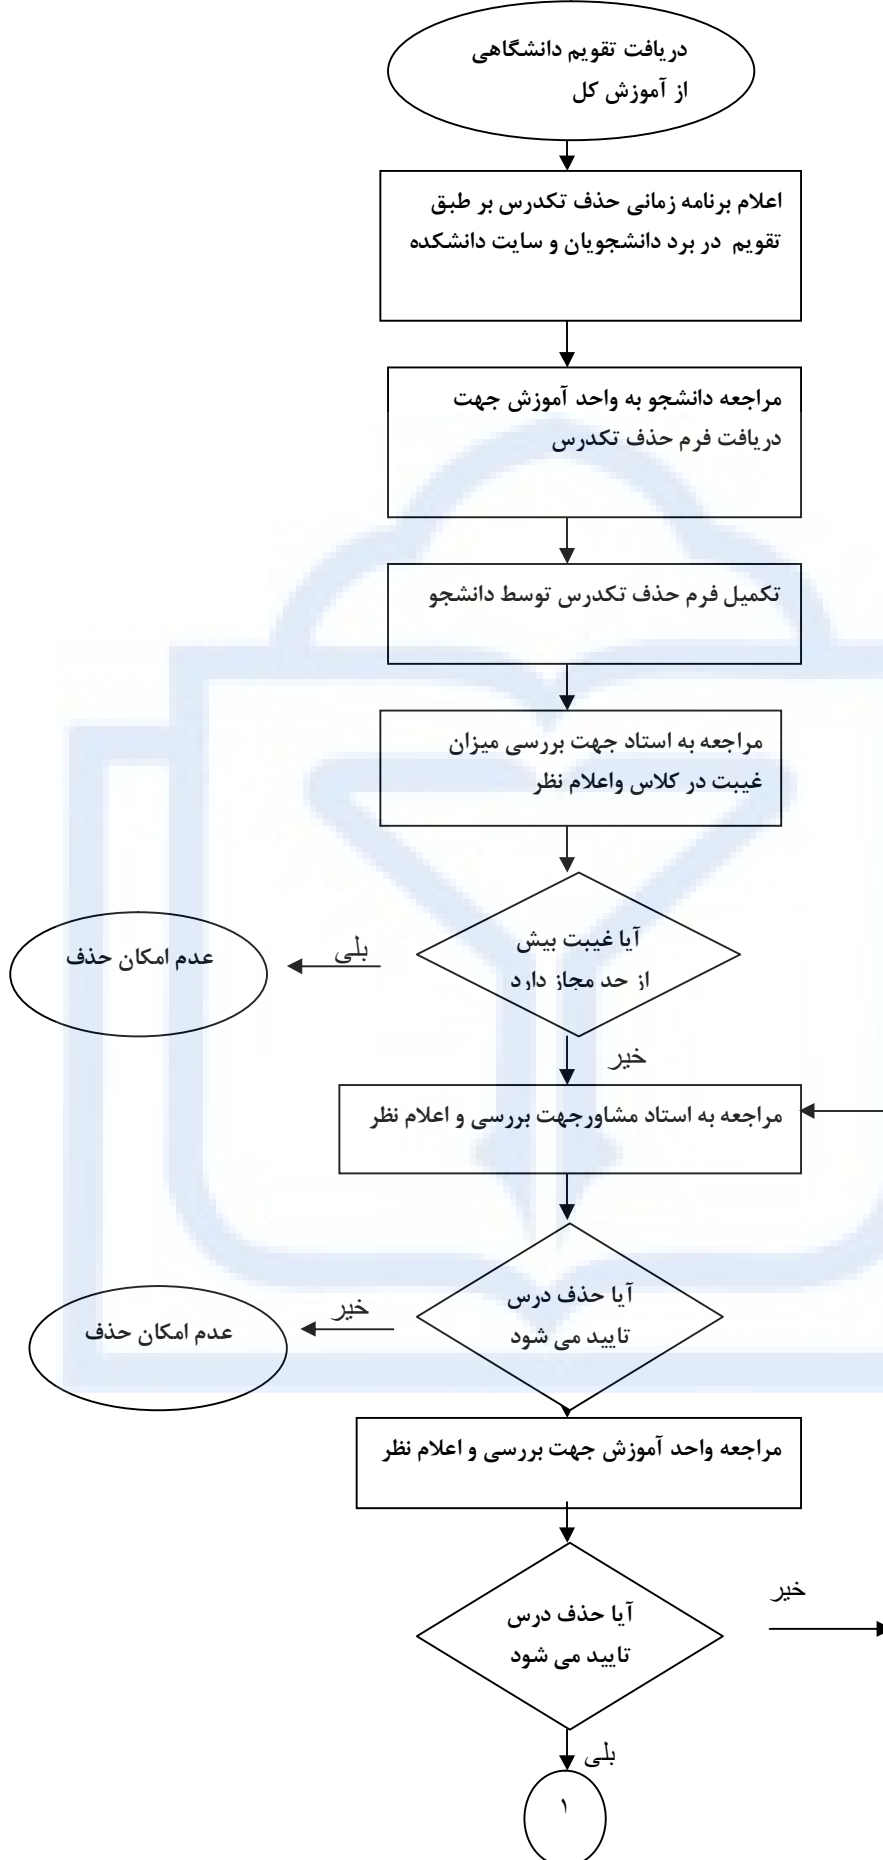 دریافت تقویم دانشگاهی
از آموزش کل
اعلام برنامه زمانی حذف تکدرس بر طبق
تقویم در برد دانشجویان و سایت دانشکده
مراجعه دانشجو به واحد آموزش جهت
دریافت فرم حذف تکدرس
تکمیل فرم حذف تکدرس توسط دانشجو
مراجعه به استاد جهت بررسی میزان
غیبت در کلاس واعلام نظر
آیا غیبت بیش
از حد مجاز دارد
بلی
عدم امکان حذف
خیر
مراجعه به استاد مشاورجهت بررسی و اعلام نظر
آیا حذف درس
تایید می شود
خیر
عدم امکان حذف
مراجعه واحد آموزش جهت بررسی و اعلام نظر
آیا حذف درس
تایید می شود
خیر
بلی
۱